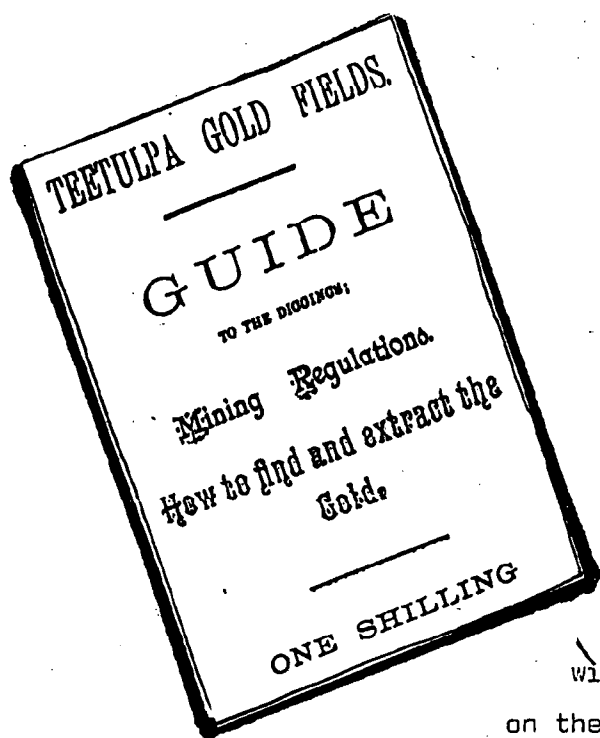 TEETULPA GOLD FIELDS.
GUIDE
TO THE DIGGINGS;
Mining Regulations.
How to find and extract the
Gold.
ONE SHILLING
on the